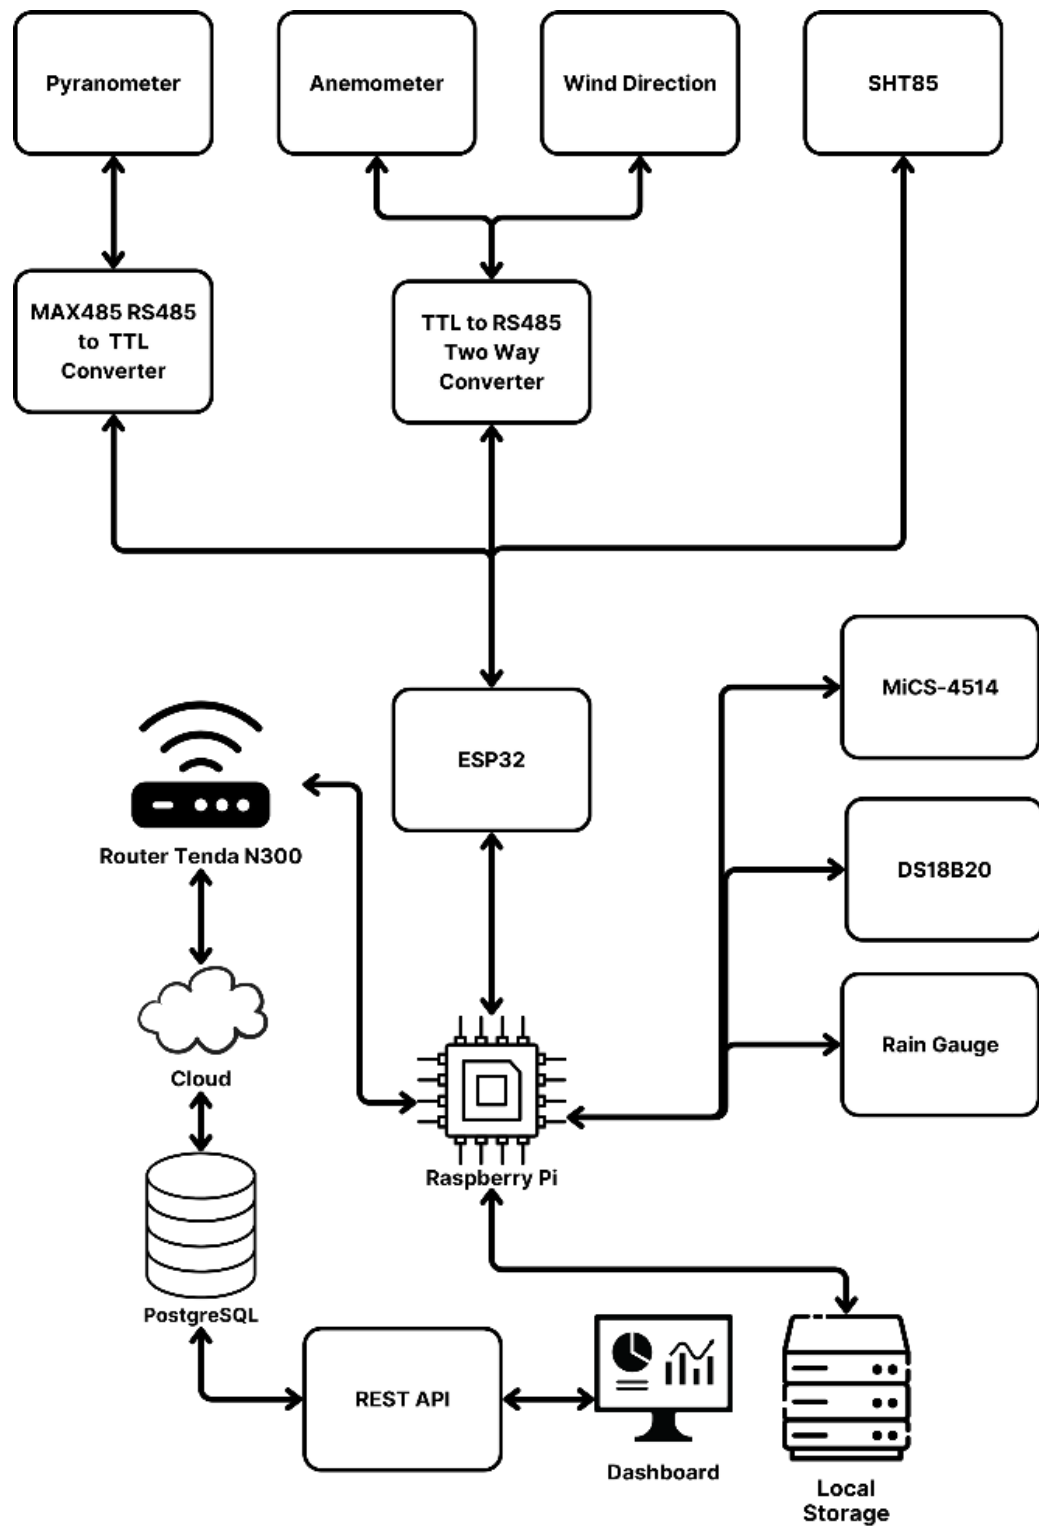 Pyranometer
Anemometer
Wind Direction
SHT85
MAX485 RS485
to TTL
Converter
TTL to RS485
Two Way
Converter
ESP32
MiCS-4514
Router Tenda N300
DS18B20
Cloud
Rain Gauge
Raspberry Pi
PostgreSQL
REST API
Dashboard
Local
Storage